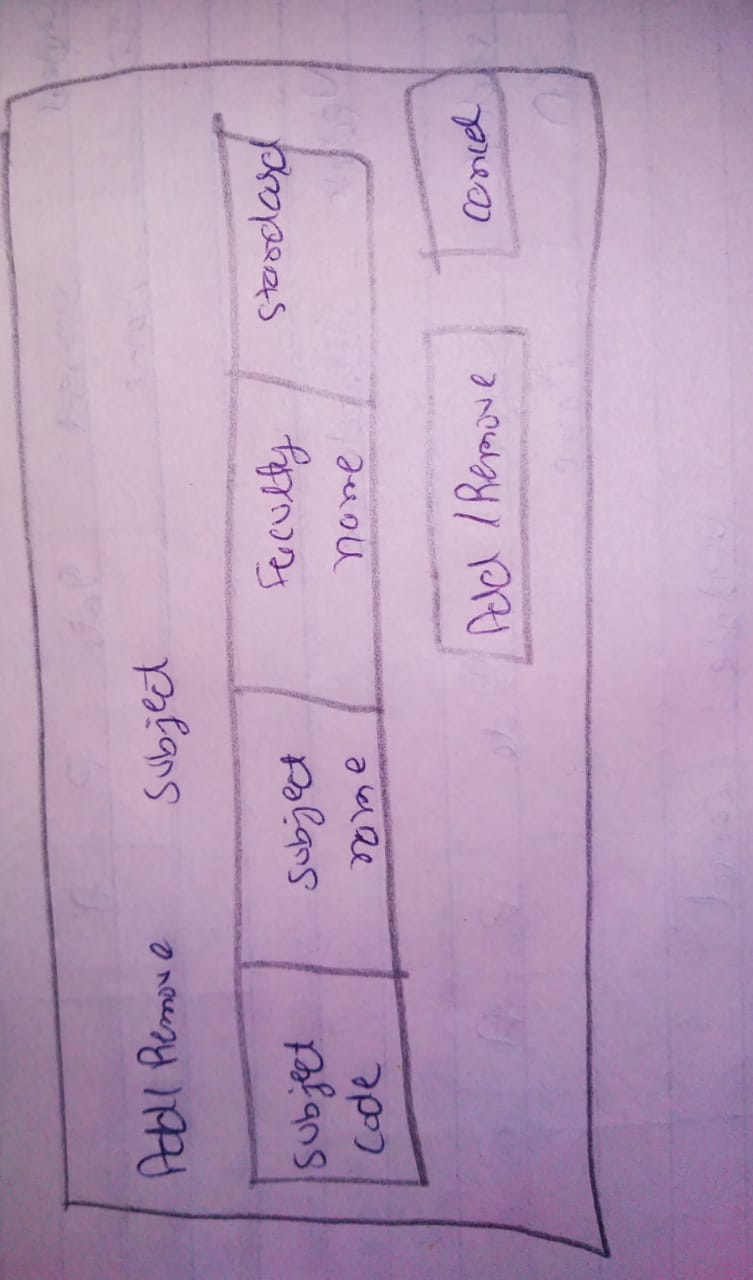 Add/Remove Subject
Subject code
Subject name
Faculty name
Standard
Add/Remove
Cancel